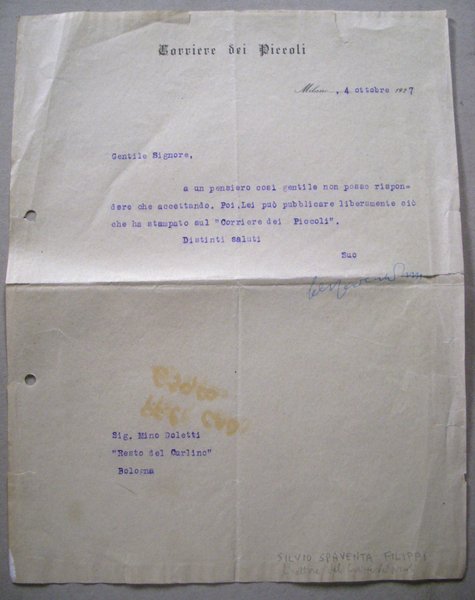 Corriere dei Piccoli
Milano, 4 ottobre 1927
Gentile Signore,
a un pensiero così gentile non posso rispon-
dere che accettando. Poi, Lei può pubblicare liberamente ciò
che ha stampato sul "Corriere dei Piccoli".
Distinti saluti
Suo
Sig. Mino Doletti
"Resto del Carlino"
Bologna
SILVIO SPAVENTA FILIPPI